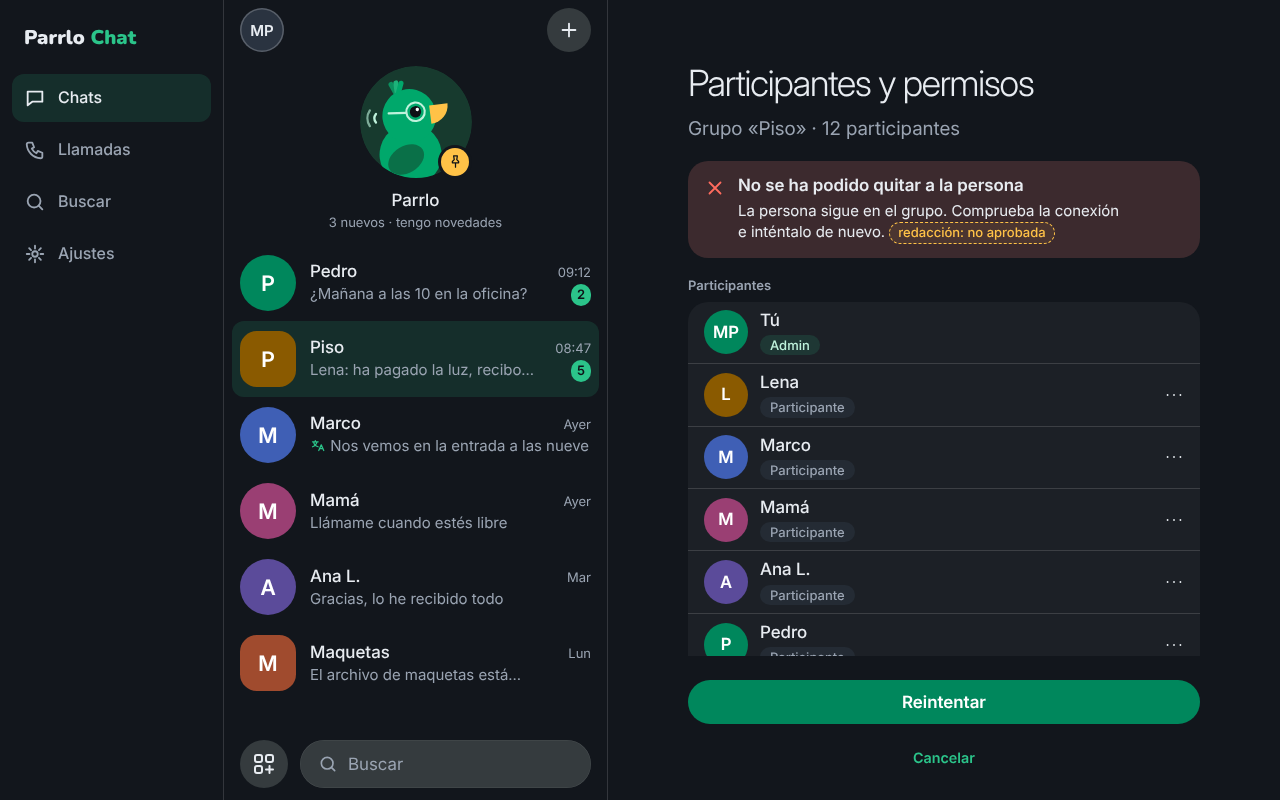 Parrlo Chat
Chats
Llamadas
Buscar
Ajustes
MP
Parrlo
3 nuevos · tengo novedades
P
Pedro
09:12
¿Mañana a las 10 en la oficina?
2
P
Piso
08:47
Lena: ha pagado la luz, recibo...
5
M
Marco
Ayer
Nos vemos en la entrada a las nueve
M
Mamá
Ayer
Llámame cuando estés libre
A
Ana L.
Mar
Gracias, lo he recibido todo
M
Maquetas
Lun
El archivo de maquetas está...
Buscar
Participantes y permisos
Grupo «Piso» · 12 participantes
No se ha podido quitar a la persona
La persona sigue en el grupo. Comprueba la conexión
e inténtalo de nuevo. redacción: no aprobada
Participantes
MP
Tú
Admin
L
Lena
Participante
M
Marco
Participante
M
Mamá
Participante
A
Ana L.
Participante
P
Pedro
Participante
Reintentar
Cancelar